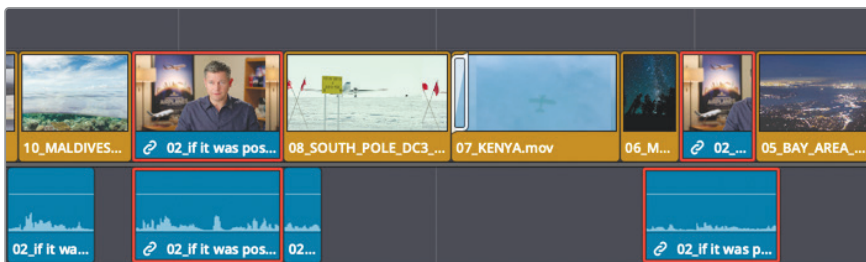 10_MALDIVES...
02_if it was pos...
08_SOUTH_POLE_DC3_...
07_KENYA.mov
06_M...
02_...
05_BAY_AREA_...
02_if it wa...
02_if it was pos...
02...
02_if it was p...